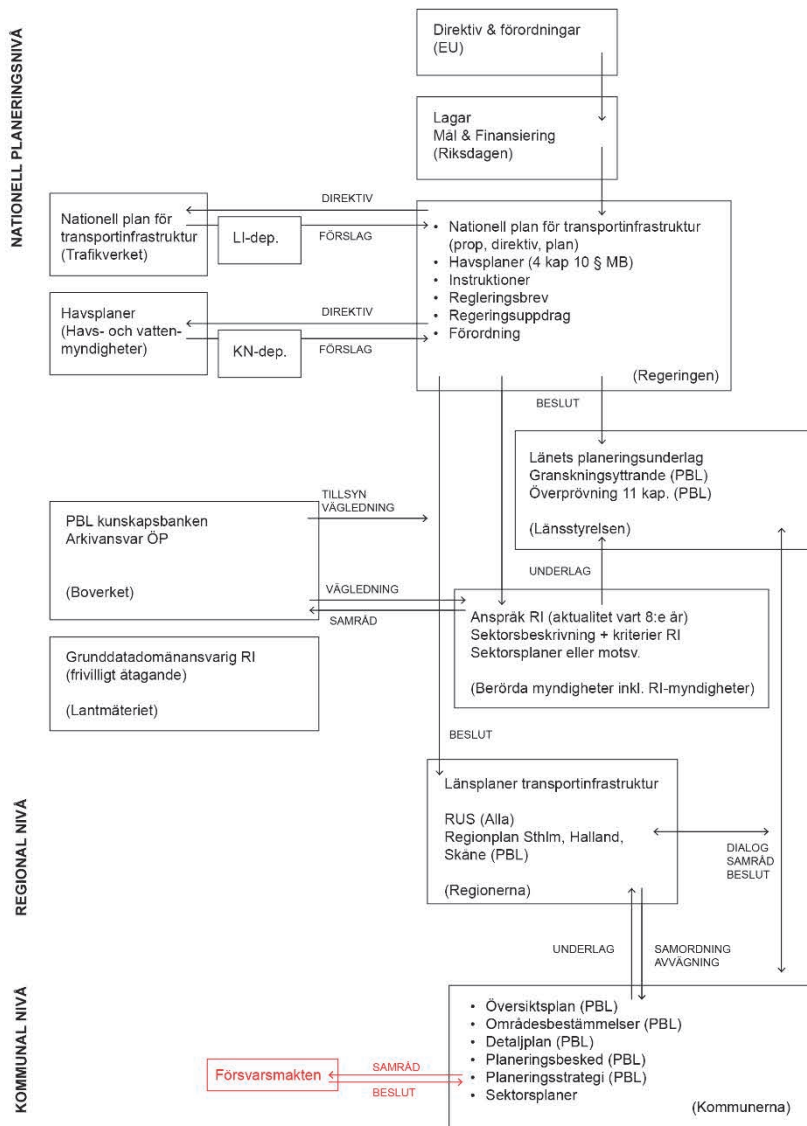 NATIONELL PLANERINGSNIVÅ
Direktiv & förordningar
(EU)
Lagar
Mål & Finansiering
(Riksdagen)
Nationell plan för
transportinfrastruktur
(Trafikverket)
LI-dep.
DIREKTIV
FÖRSLAG
Havsplaner
(Havs- och vatten-
myndigheter)
KN-dep.
DIREKTIV
FÖRSLAG
• Nationell plan för transportinfrastruktur
(prop, direktiv, plan)
• Havsplaner (4 kap 10 § MB)
• Instruktioner
• Regleringsbrev
• Regeringsuppdrag
• Förordning
(Regeringen)
BESLUT
Länets planeringsunderlag
Granskningsyttrande (PBL)
Överprövning 11 kap. (PBL)
(Länsstyrelsen)
TILLSYN
VÄGLEDNING
PBL kunskapsbanken
Arkivansvar ÖP
(Boverket)
UNDERLAG
VÄGLEDNING
SAMRÅD
Anspråk RI (aktualitet vart 8:e år)
Sektorsbeskrivning + kriterier RI
Sektorsplaner eller motsv.
(Berörda myndigheter inkl. RI-myndigheter)
Grunddatadomänansvarig RI
(frivilligt åtagande)
(Lantmäteriet)
BESLUT
REGIONAL NIVÅ
Länsplaner transportinfrastruktur
RUS (Alla)
Regionplan Sthlm, Halland,
Skåne (PBL)
(Regionerna)
DIALOG
SAMRÅD
BESLUT
UNDERLAG
SAMORDNING
AVVÄGNING
KOMMUNAL NIVÅ
• Översiktsplan (PBL)
• Områdesbestämmelser (PBL)
• Detaljplan (PBL)
• Planeringsbesked (PBL)
• Planeringsstrategi (PBL)
• Sektorsplaner
(Kommunerna)
Försvarsmakten
SAMRÅD
BESLUT